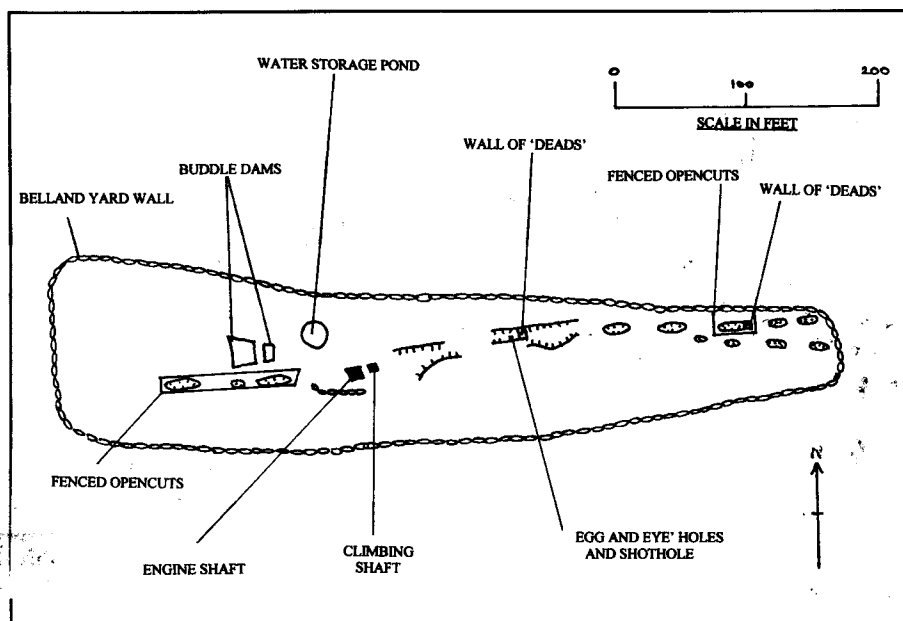 WATER STORAGE POND
0
100
200
SCALE IN FEET
WALL OF 'DEADS'
BUDDLE DAMS
FENCED OPENCUTS
WALL OF 'DEADS'
BELLAND YARD WALL
FENCED OPENCUTS
ENGINE SHAFT
CLIMBING
SHAFT
EGG AND EYE' HOLES
AND SHOTHOLE
N